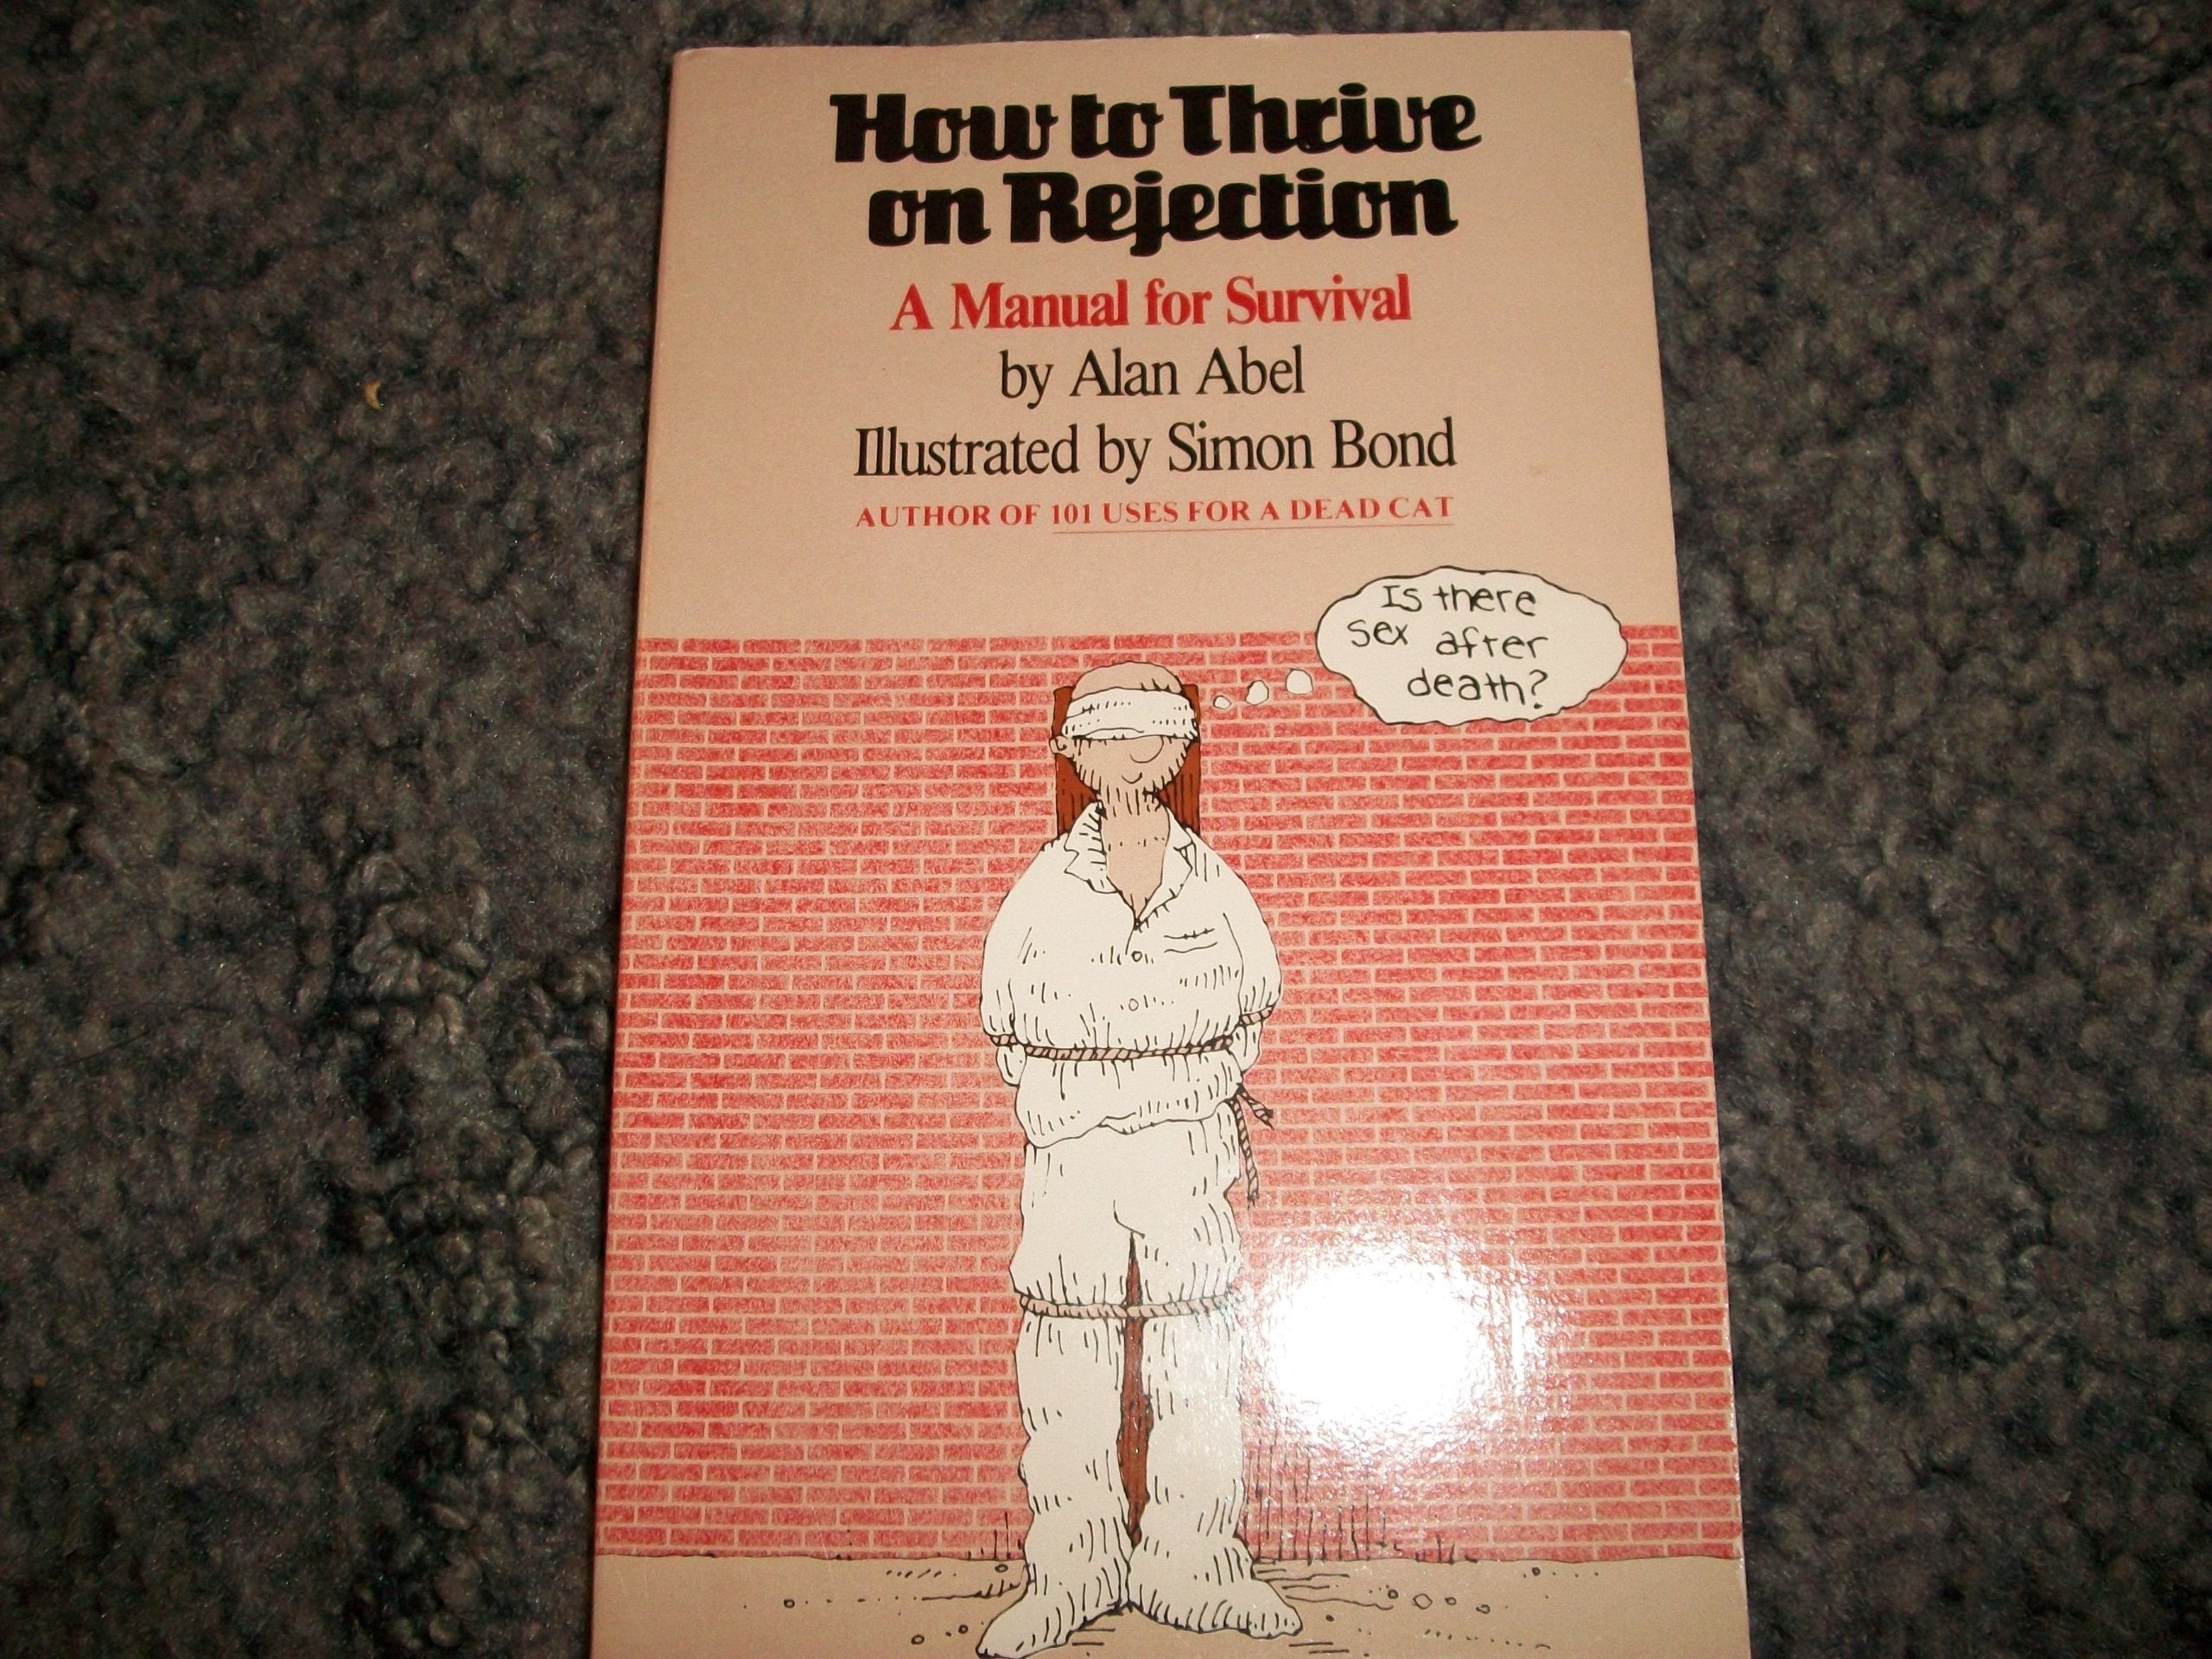 How to Thrive
on Rejection
A Manual for Survival
by Alan Abel
Illustrated by Simon Bond
AUTHOR OF 101 USES FOR A DEAD CAT
Is there
sex after
death?